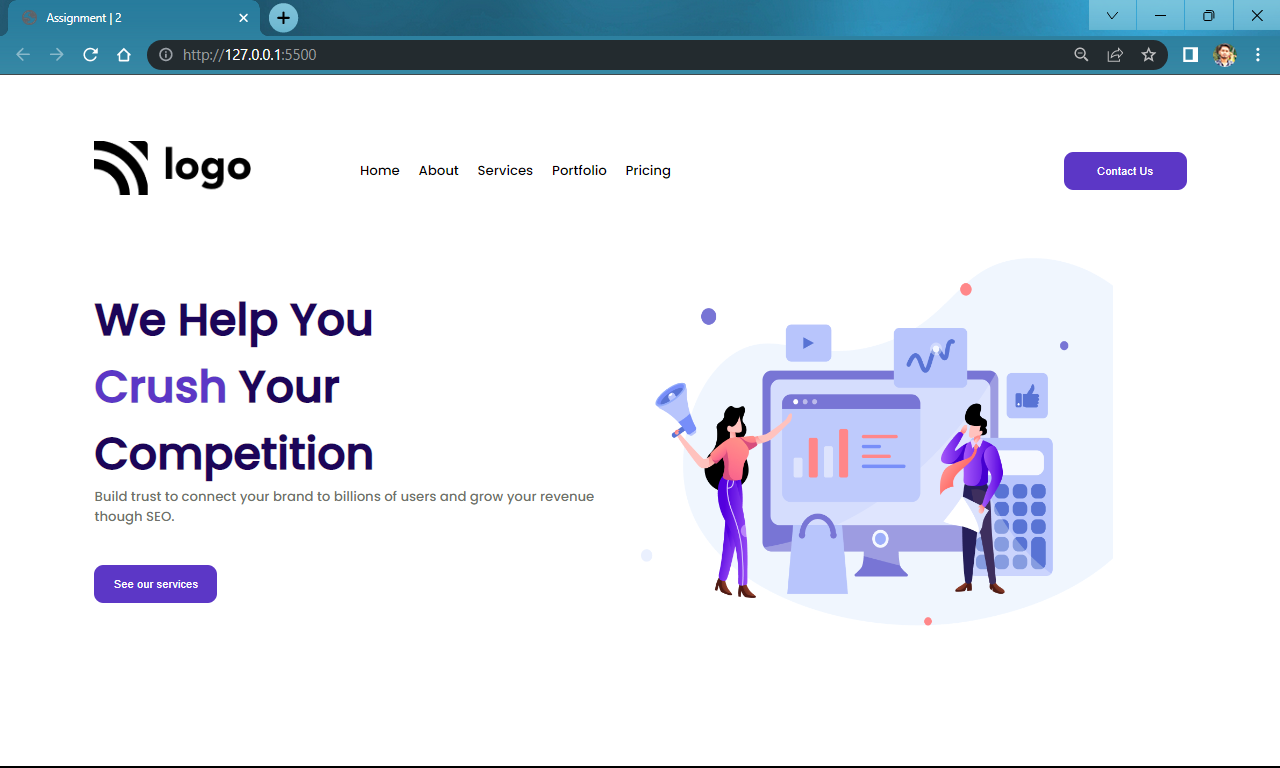 Assignment | 2
http://127.0.0.1:5500
logo
Home About Services Portfolio Pricing
Contact Us
We Help You
Crush Your
Competition
Build trust to connect your brand to billions of users and grow your revenue
though SEO.
See our services